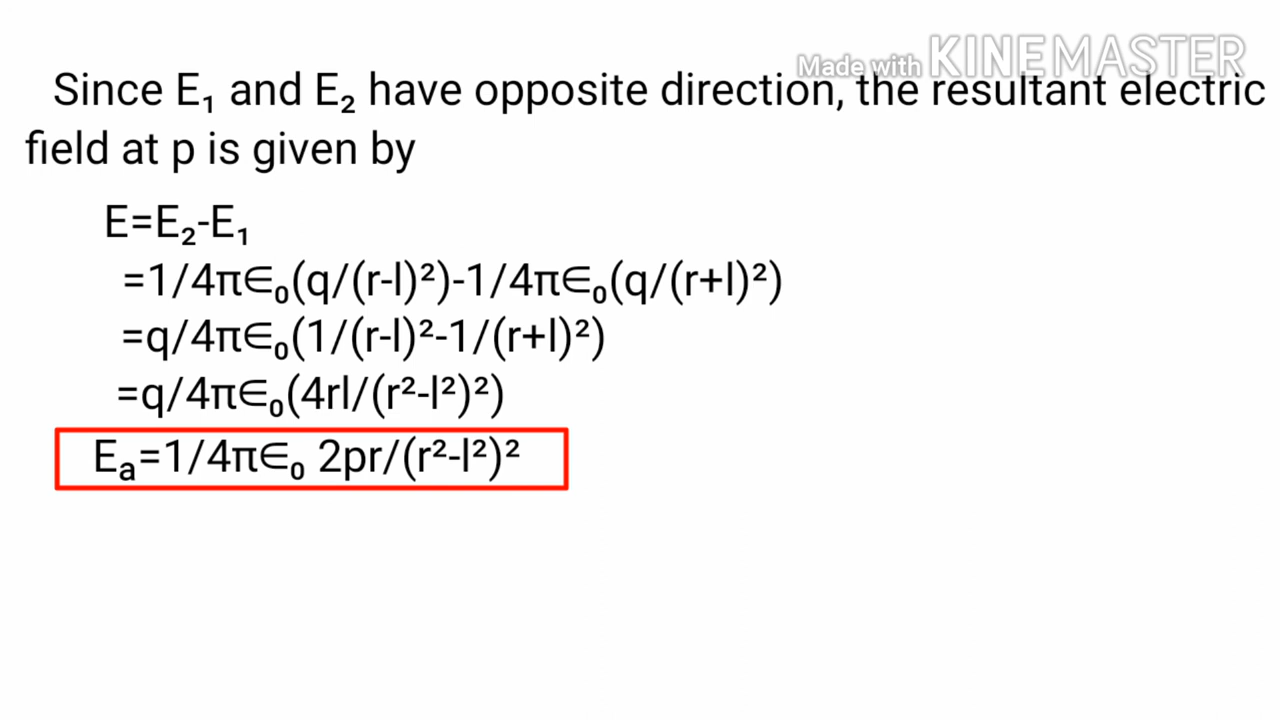 Made with KINEMASTER
Since E₁ and E₂ have opposite direction, the resultant electric
field at p is given by
E=E₂-E₁
=1/4π∈₀(q/(r-l)²)-1/4π∈₀(q/(r+l)²)
=q/4π∈₀(1/(r-l)²-1/(r+l)²)
=q/4π∈₀(4rl/(r²-l²)²)
Eₐ=1/4π∈₀ 2pr/(r²-l²)²